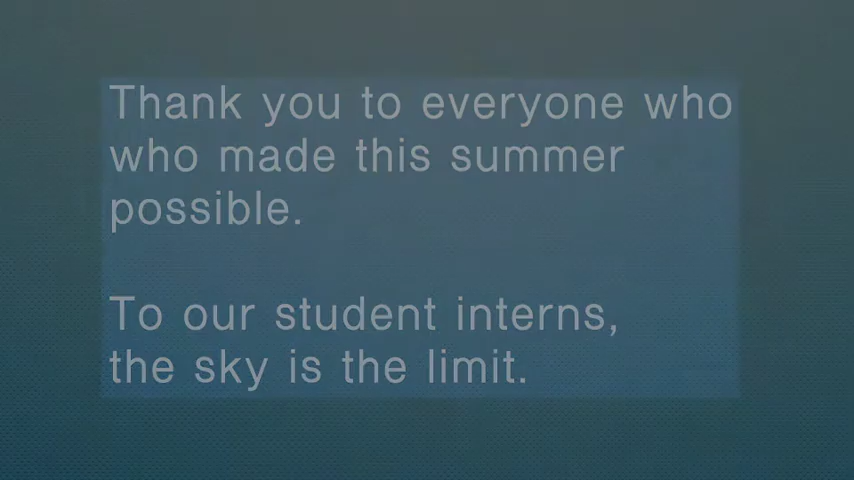 Thank you to everyone who
who made this summer
possible.
To our student interns,
the sky is the limit.